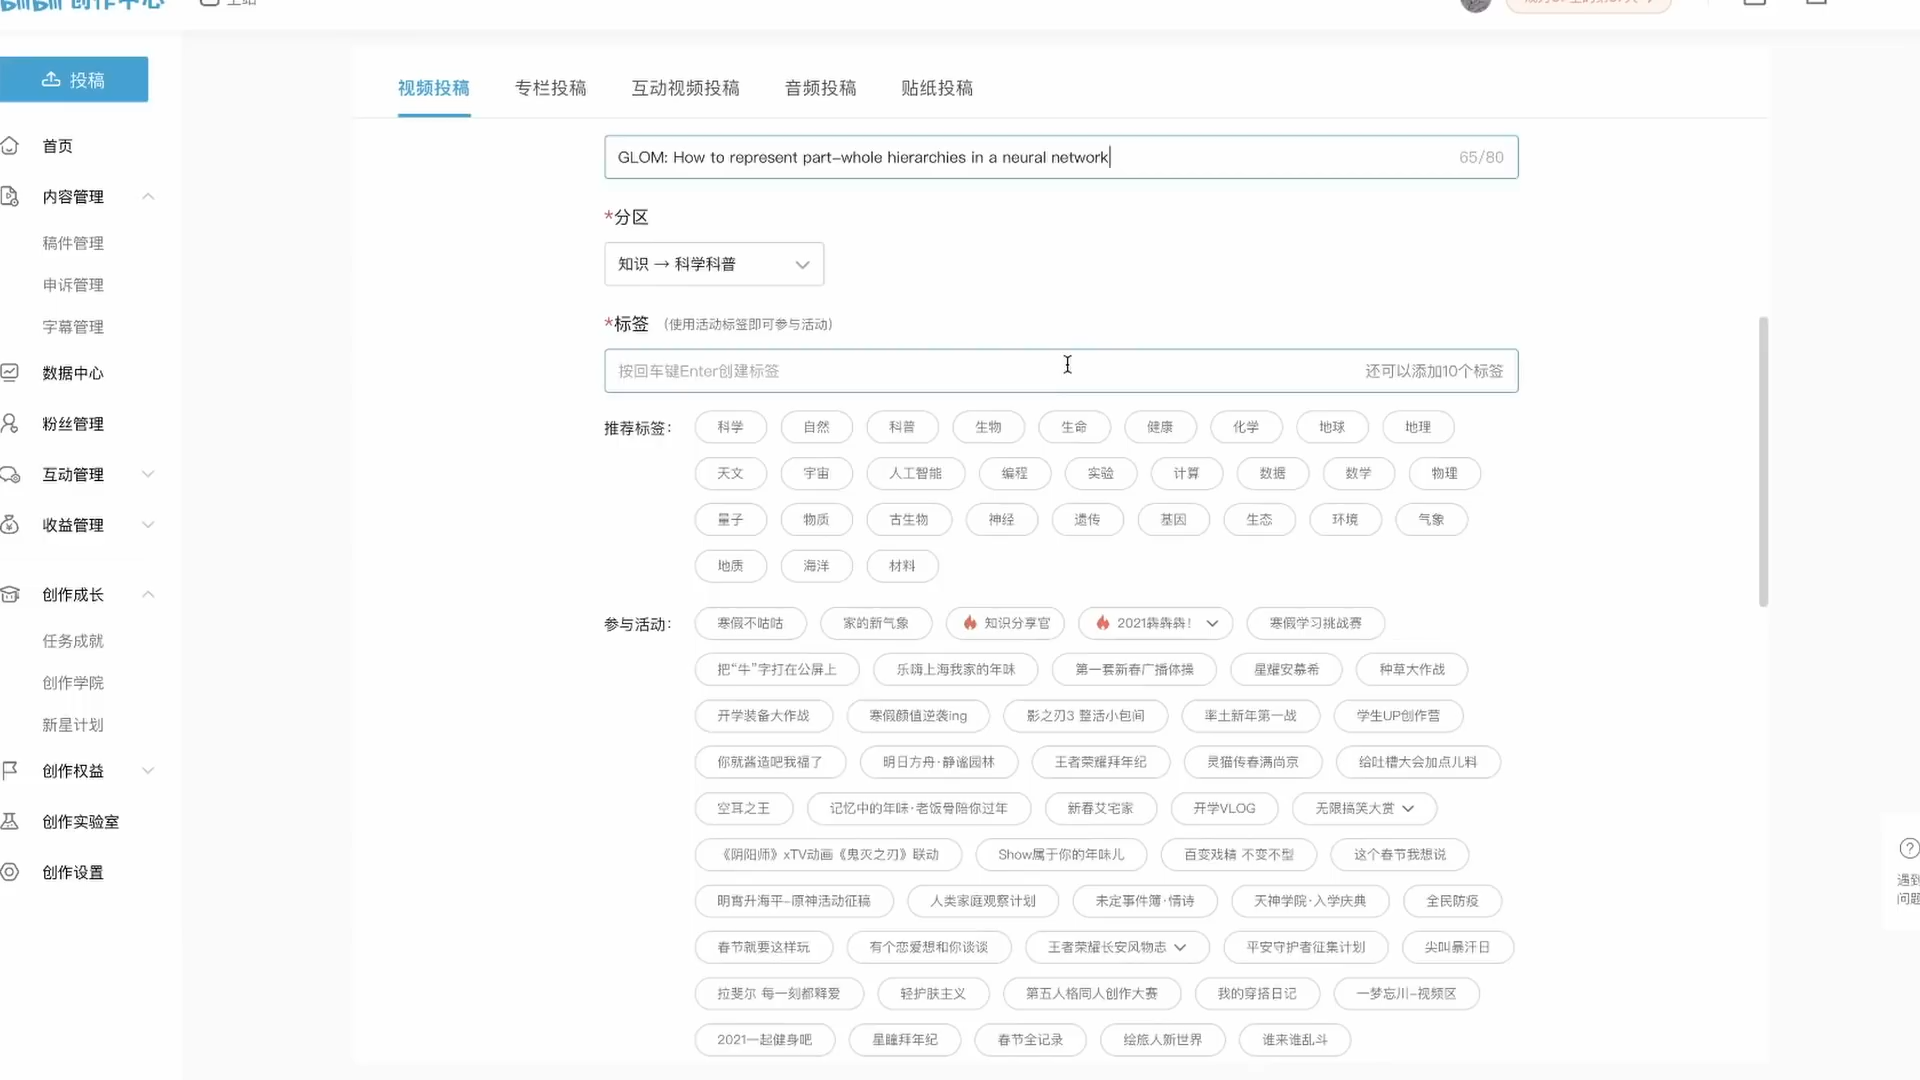 投稿
首页
内容管理
稿件管理
申诉管理
字幕管理
数据中心
粉丝管理
互动管理
收益管理
创作成长
任务成就
创作学院
新星计划
创作权益
创作实验室
创作设置
视频投稿 专栏投稿 互动视频投稿 音频投稿 贴纸投稿
GLOM: How to represent part-whole hierarchies in a neural network 65/80
*分区
知识 → 科学科普
*标签 (使用活动标签即可参与活动)
按回车键Enter创建标签 还可以添加10个标签
推荐标签: 科学 自然 科普 生物 生命 健康 化学 地球 地理
天文 宇宙 人工智能 编程 实验 计算 数据 数学 物理
量子 物质 古生物 神经 遗传 基因 生态 环境 气象
地质 海洋 材料
参与活动: 寒假不咕咕 家的新气象 知识分享官 2021犇犇犇! 寒假学习挑战赛
把“牛”字打在公屏上 乐嗨上海我家的年味 第一套新春广播体操 星耀安慕希 种草大作战
开学装备大作战 寒假颜值逆袭ing 影之刃3 整活小包间 率土新年第一战 学生UP创作营
你就酱造吧我福了 明日方舟·静谧园林 王者荣耀拜年纪 灵猫传春满尚京 给吐槽大会加点儿料
空耳之王 记忆中的年味·老饭骨陪你过年 新春艾宅家 开学VLOG 无限搞笑大赏
《阴阳师》xTV动画《鬼灭之刃》联动 Show属于你的年味儿 百变戏精 不变不型 这个春节我想说
明霄升海平-原神活动征稿 人类家庭观察计划 未定事件簿·情诗 天神学院·入学庆典 全民防疫
春节就要这样玩 有个恋爱想和你谈谈 王者荣耀长安风物志 平安守护者征集计划 尖叫暴汗日
拉斐尔 每一刻都释爱 轻护肤主义 第五人格同人创作大赛 我的穿搭日记 一梦忘川-视频区
2021一起健身吧 星瞳拜年纪 春节全记录 绘旅人新世界 谁来谁乱斗
遇到
问题